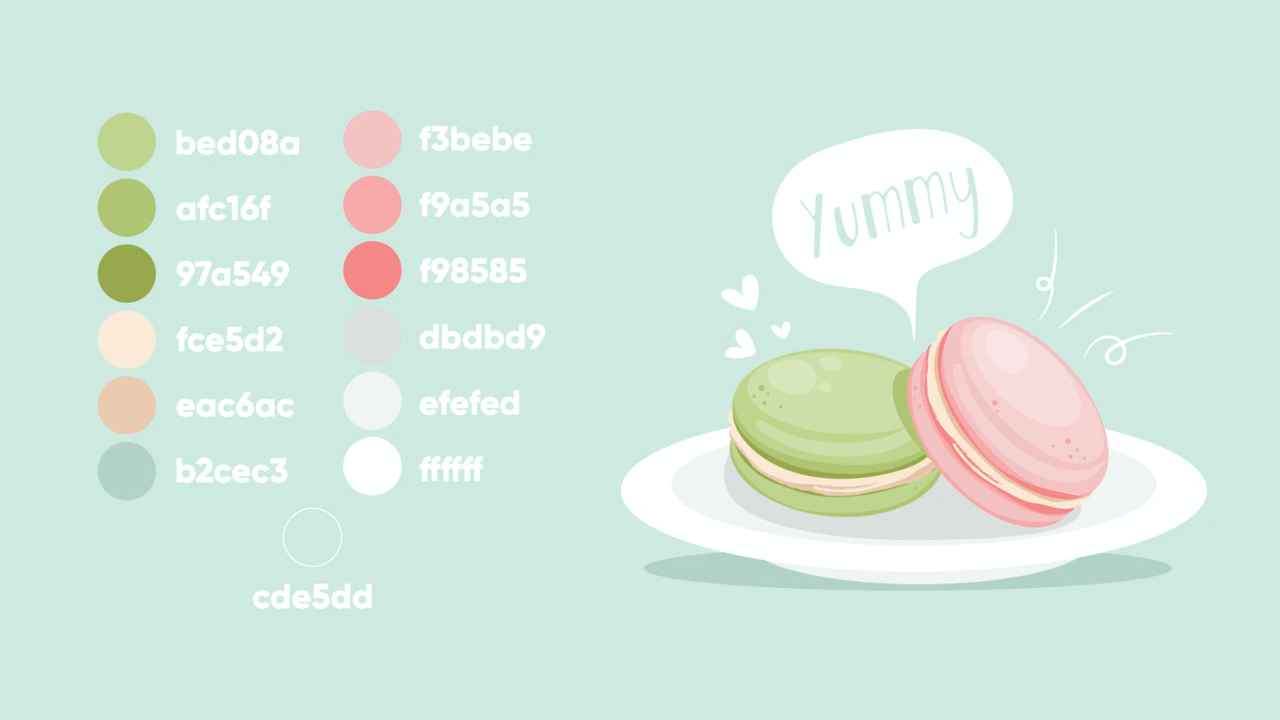 bed08a
afc16f
97a549
fce5d2
eac6ac
b2cec3
f3bebe
f9a5a5
f98585
dbdbd9
efefed
ffffff
cde5dd
Yummy